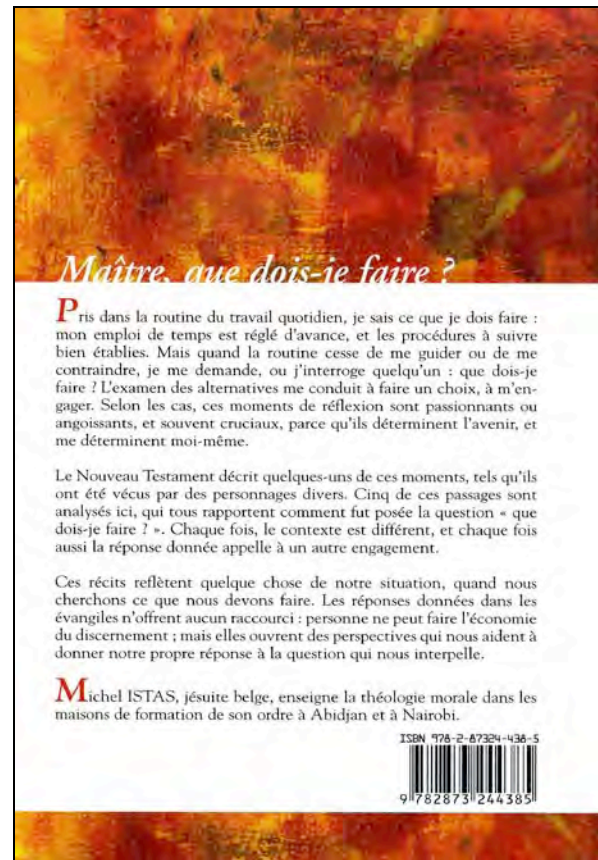 Maître, que dois-je faire ?
Pris dans la routine du travail quotidien, je sais ce que je dois faire :
mon emploi de temps est réglé d'avance, et les procédures à suivre
bien établies. Mais quand la routine cesse de me guider ou de me
contraindre, je me demande, ou j'interroge quelqu'un : que dois-je
faire ? L'examen des alternatives me conduit à faire un choix, à m'en-
gager. Selon les cas, ces moments de réflexion sont passionnants ou
angoissants, et souvent cruciaux, parce qu'ils déterminent l'avenir, et
me déterminent moi-même.
Le Nouveau Testament décrit quelques-uns de ces moments, tels qu'ils
ont été vécus par des personnages divers. Cinq de ces passages sont
analysés ici, qui tous rapportent comment fut posée la question « que
dois-je faire ? ». Chaque fois, le contexte est différent, et chaque fois
aussi la réponse donnée appelle à un autre engagement.
Ces récits reflètent quelque chose de notre situation, quand nous
cherchons ce que nous devons faire. Les réponses données dans les
évangiles n'offrent aucun raccourci : personne ne peut faire l'économie
du discernement ; mais elles ouvrent des perspectives qui nous aident à
donner notre propre réponse à la question qui nous interpelle.
Michel ISTAS, jésuite belge, enseigne la théologie morale dans les
maisons de formation de son ordre à Abidjan et à Nairobi.
ISBN 978-2-87324-438-5
9 782873 244385